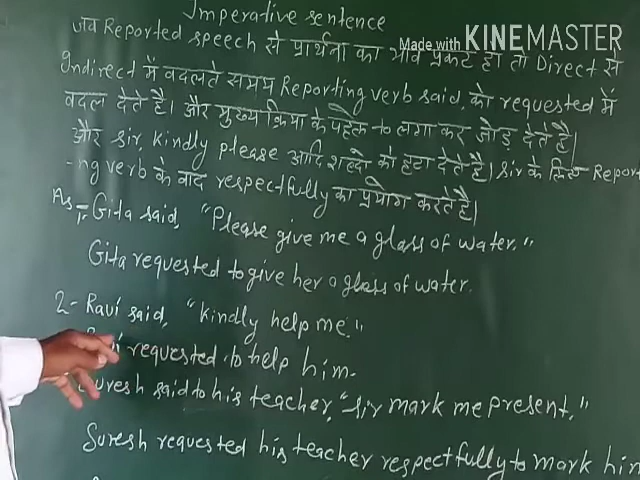 Imperative sentence
Made with KINEMASTER
जब Reported speech से प्रार्थना का भाव प्रकट हो तो Direct से
Indirect में बदलते समय Reporting verb said, को requested में
बदल देते है। और मुख्य क्रिया के पहले to लगा कर जोड़ देते है।
और sir, kindly please आदि शब्दो को हटा देते है। sir के लिए Report
-ng verb के बाद respectfully का प्रयोग करते है।
As 1- Gita said, "Please give me a glass of water."
Gita requested to give her a glass of water.
2- Ravi said, "kindly help me."
requested to help him.
Suresh said to his teacher, "sir mark me present."
Suresh requested his teacher respectfully to mark him